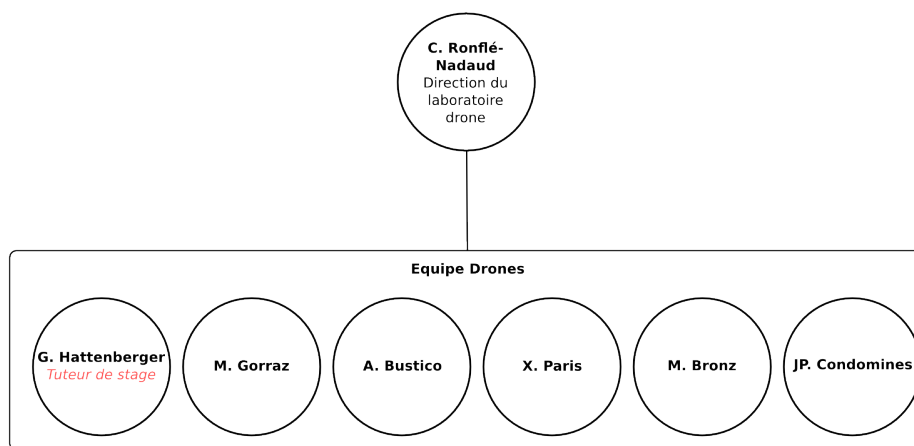 C. Ronflé-
Nadaud
Direction du
laboratoire
drone
Equipe Drones
G. Hattenberger
Tuteur de stage
M. Gorraz
A. Bustico
X. Paris
M. Bronz
JP. Condomines